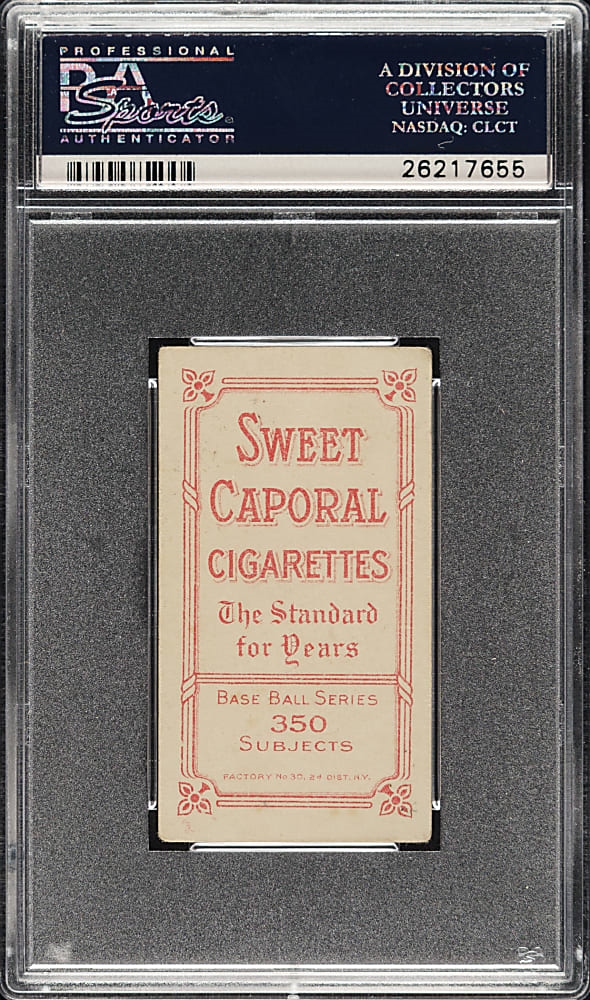 PROFESSIONAL
PSA
Sports
AUTHENTICATOR
A DIVISION OF
COLLECTORS
UNIVERSE
NASDAQ: CLCT
26217655
SWEET
CAPORAL
CIGARETTES
The Standard
for Years
BASE BALL SERIES
350
SUBJECTS
FACTORY No 30, 2d DIST. N.Y.